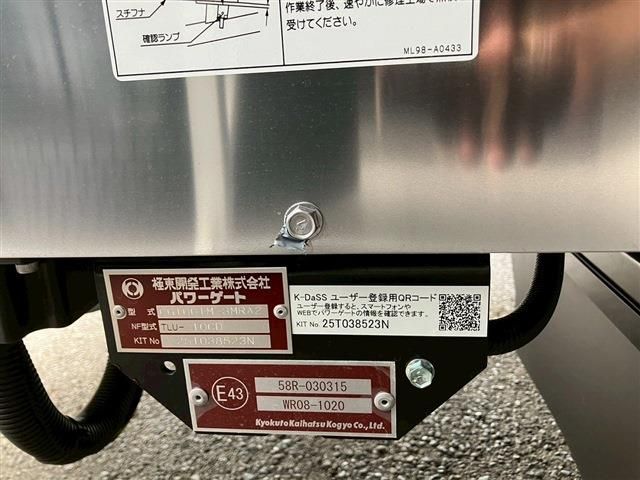 スチフナ
確認ランプ
作業終了後、速やかに修理工場で点検
受けてください。
ML98-A0433
極東開発工業株式会社
パワーゲート
型 式
NF型式 TLU- 10CD
KIT No 25T038523N
K-DaSS ユーザー登録用QRコード
ユーザー登録すると、スマートフォンや
WEBでパワーゲートの情報を確認できます。
KIT No. 25T038523N
E43
58R-030315
WR08-1020
Kyokuto Kaihatsu Kogyo Co., Ltd.